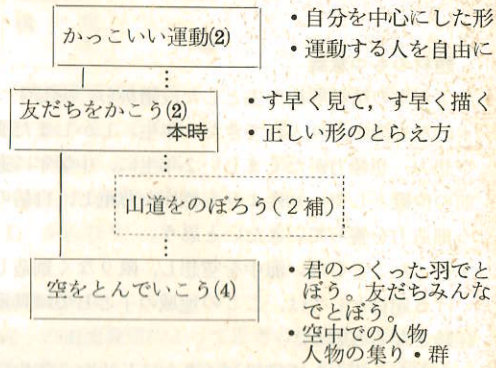 かっこいい運動(2)
・自分を中心にした形
・運動する人を自由に
友だちをかこう(2)
本時
・す早く見て，す早く描く
・正しい形のとらえ方
山道をのぼろう(2補)
空をとんでいこう(4)
・君のつくった羽でと
ぼう。友だちみんな
でとぼう。
・空中での人物
人物の集り・群